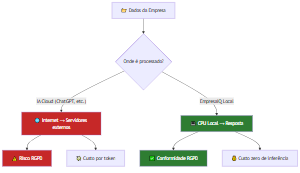 Dados da Empresa
Onde é processado?
IA Cloud (ChatGPT, etc.)
EmpresaIQ Local
Internet → Servidores
externos
CPU Local → Resposta
Risco RGPD
Custo por token
Conformidade RGPD
Custo zero de inferência